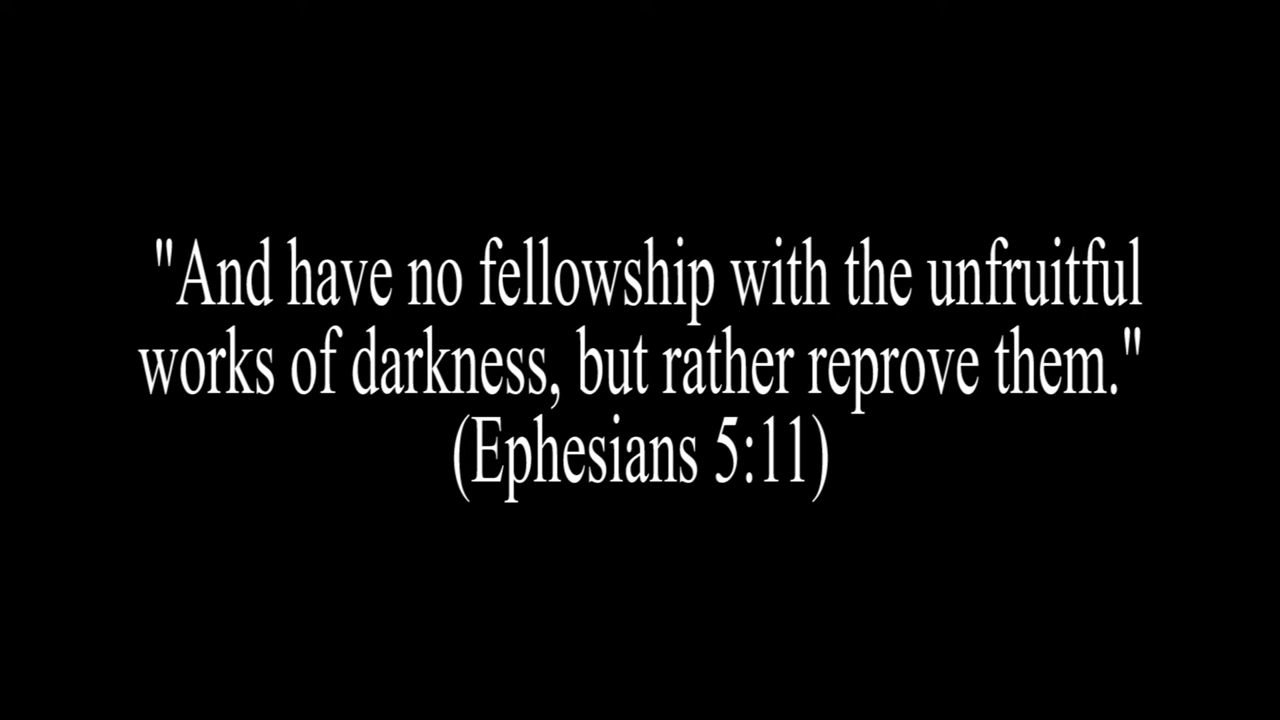 "And have no fellowship with the unfruitful
works of darkness, but rather reprove them."
(Ephesians 5:11)